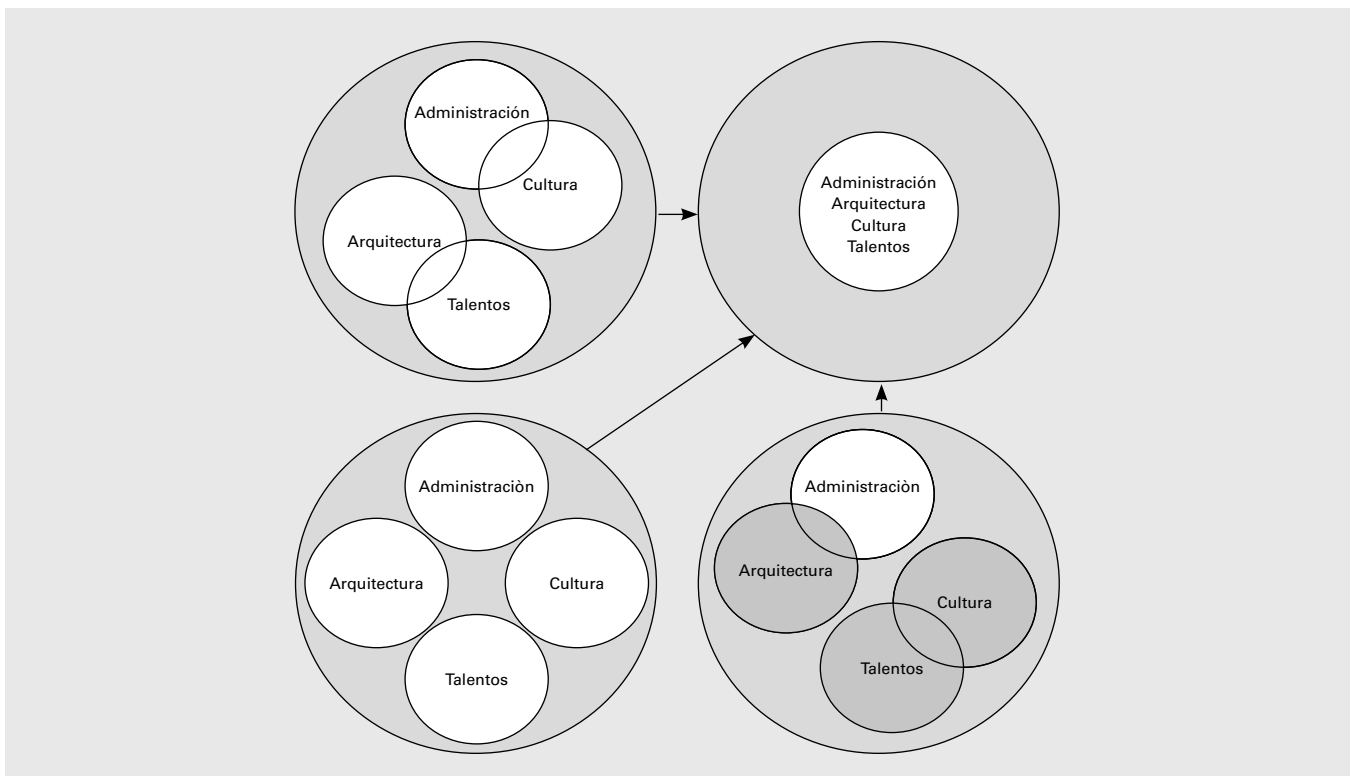 Administración
Cultura
Arquitectura
Talentos
Administración
Arquitectura
Cultura
Talentos
Administraciòn
Arquitectura
Cultura
Talentos
Administraciòn
Arquitectura
Cultura
Talentos